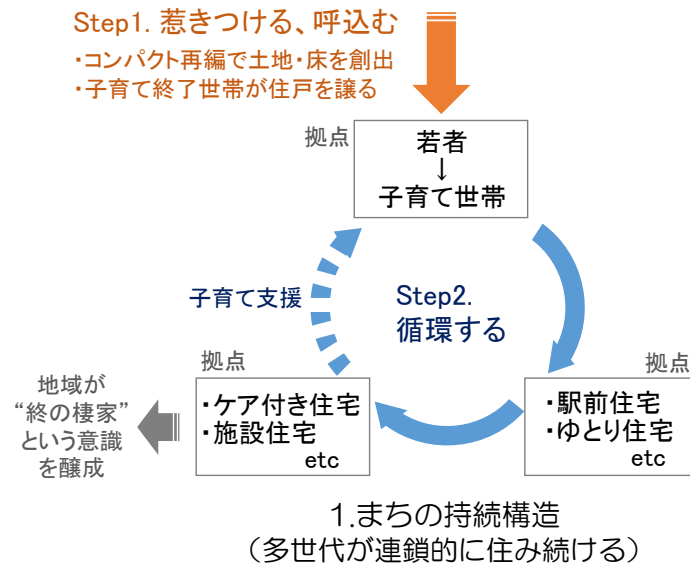 Step1. 惹きつける、呼込む
・コンパクト再編で土地・床を創出
・子育て終了世帯が住戸を譲る
拠点
若者
↓
子育て世帯
子育て支援
Step2.
循環する
拠点
・ケア付き住宅
・施設住宅
etc
拠点
・駅前住宅
・ゆとり住宅
etc
地域が
“終の棲家”
という意識
を醸成
1.まちの持続構造
（多世代が連鎖的に住み続ける）